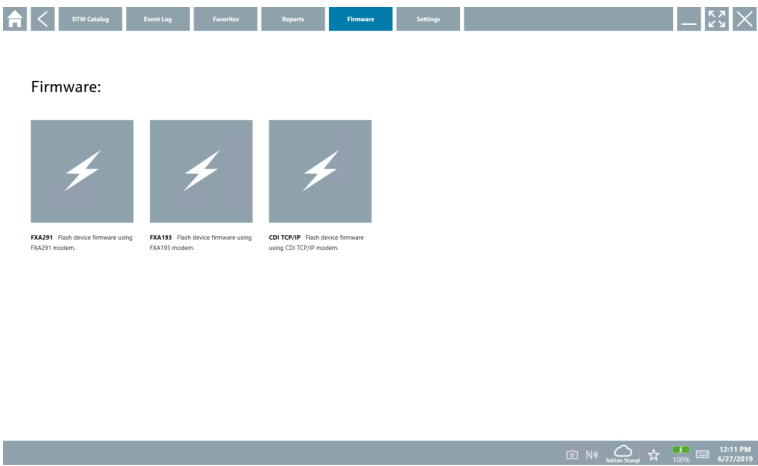 DTM Catalog Event Log Favorites Reports Firmware Settings
Firmware:
FXA291 Flash device firmware using
FXA291 modem.
FXA193 Flash device firmware using
FXA193 modem.
CDI TCP/IP Flash device firmware
using CDI TCP/IP modem.
Adrian Stangl 100% 12:11 PM
6/27/2019